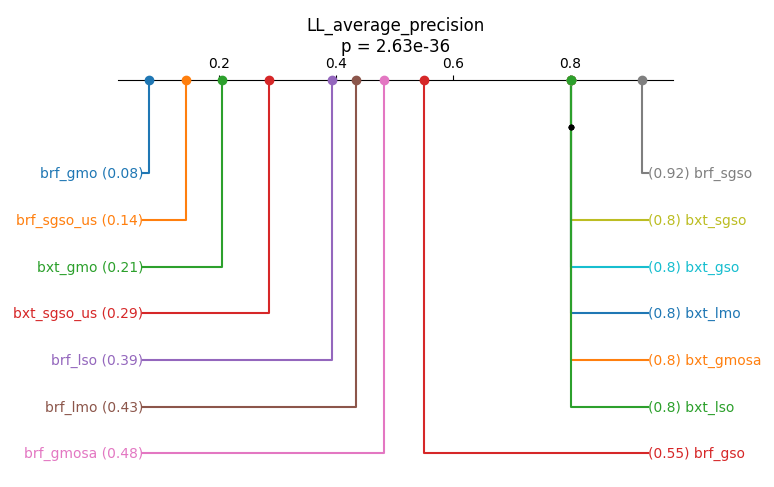 LL_average_precision
p = 2.63e-36
0.2 0.4 0.6 0.8
brf_gmo (0.08) (0.92) brf_sgso
brf_sgso_us (0.14) (0.8) bxt_sgso
bxt_gmo (0.21) (0.8) bxt_gso
bxt_sgso_us (0.29) (0.8) bxt_lmo
brf_lso (0.39) (0.8) bxt_gmosa
brf_lmo (0.43) (0.8) bxt_lso
brf_gmosa (0.48) (0.55) brf_gso